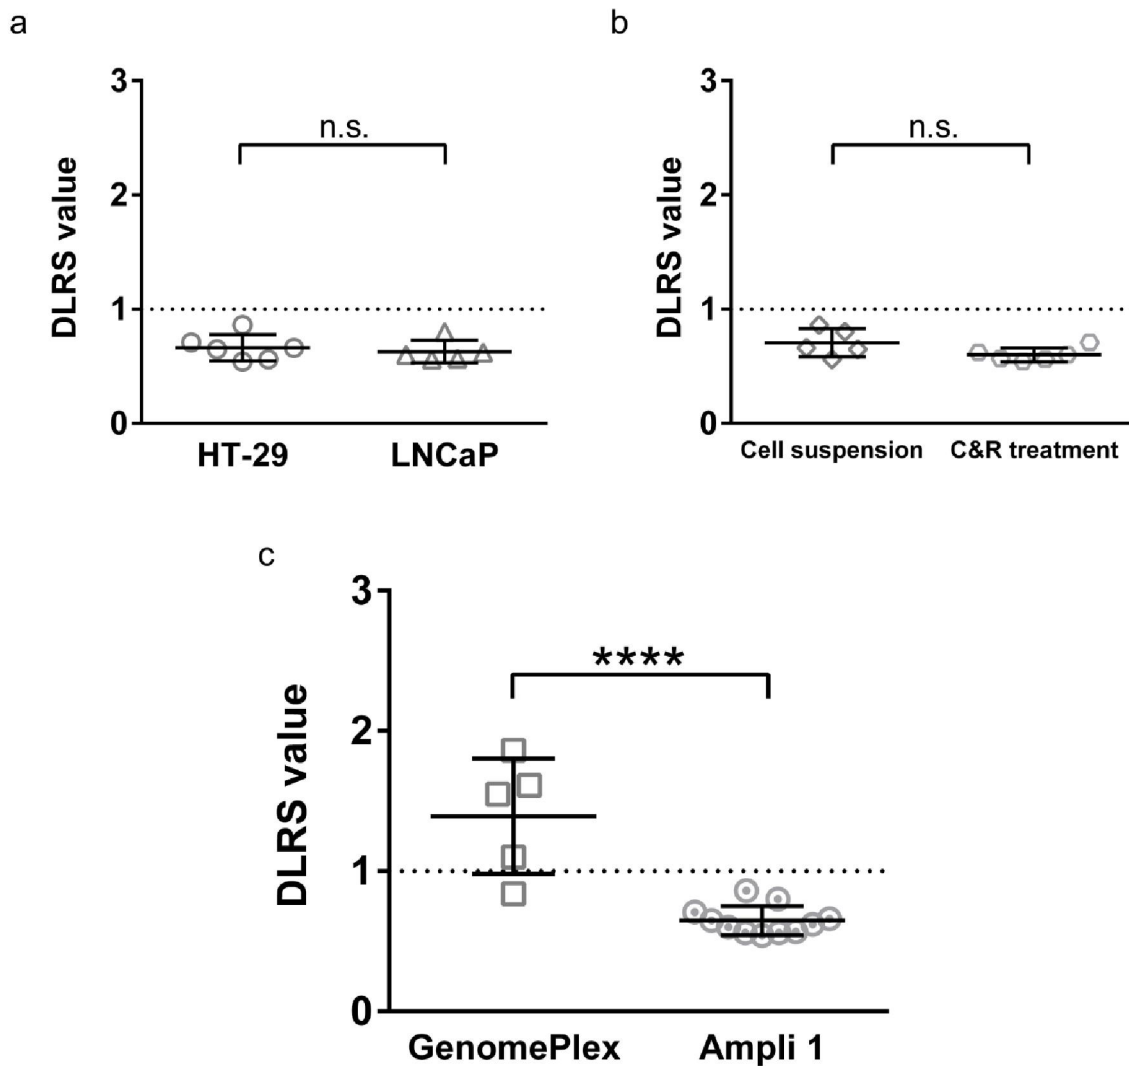 a
3
2
1
0
DLRS value
n.s.
HT-29
LNCaP
b
3
2
1
0
DLRS value
n.s.
Cell suspension
C&R treatment
c
3
2
1
0
DLRS value
****
GenomePlex
Ampli 1